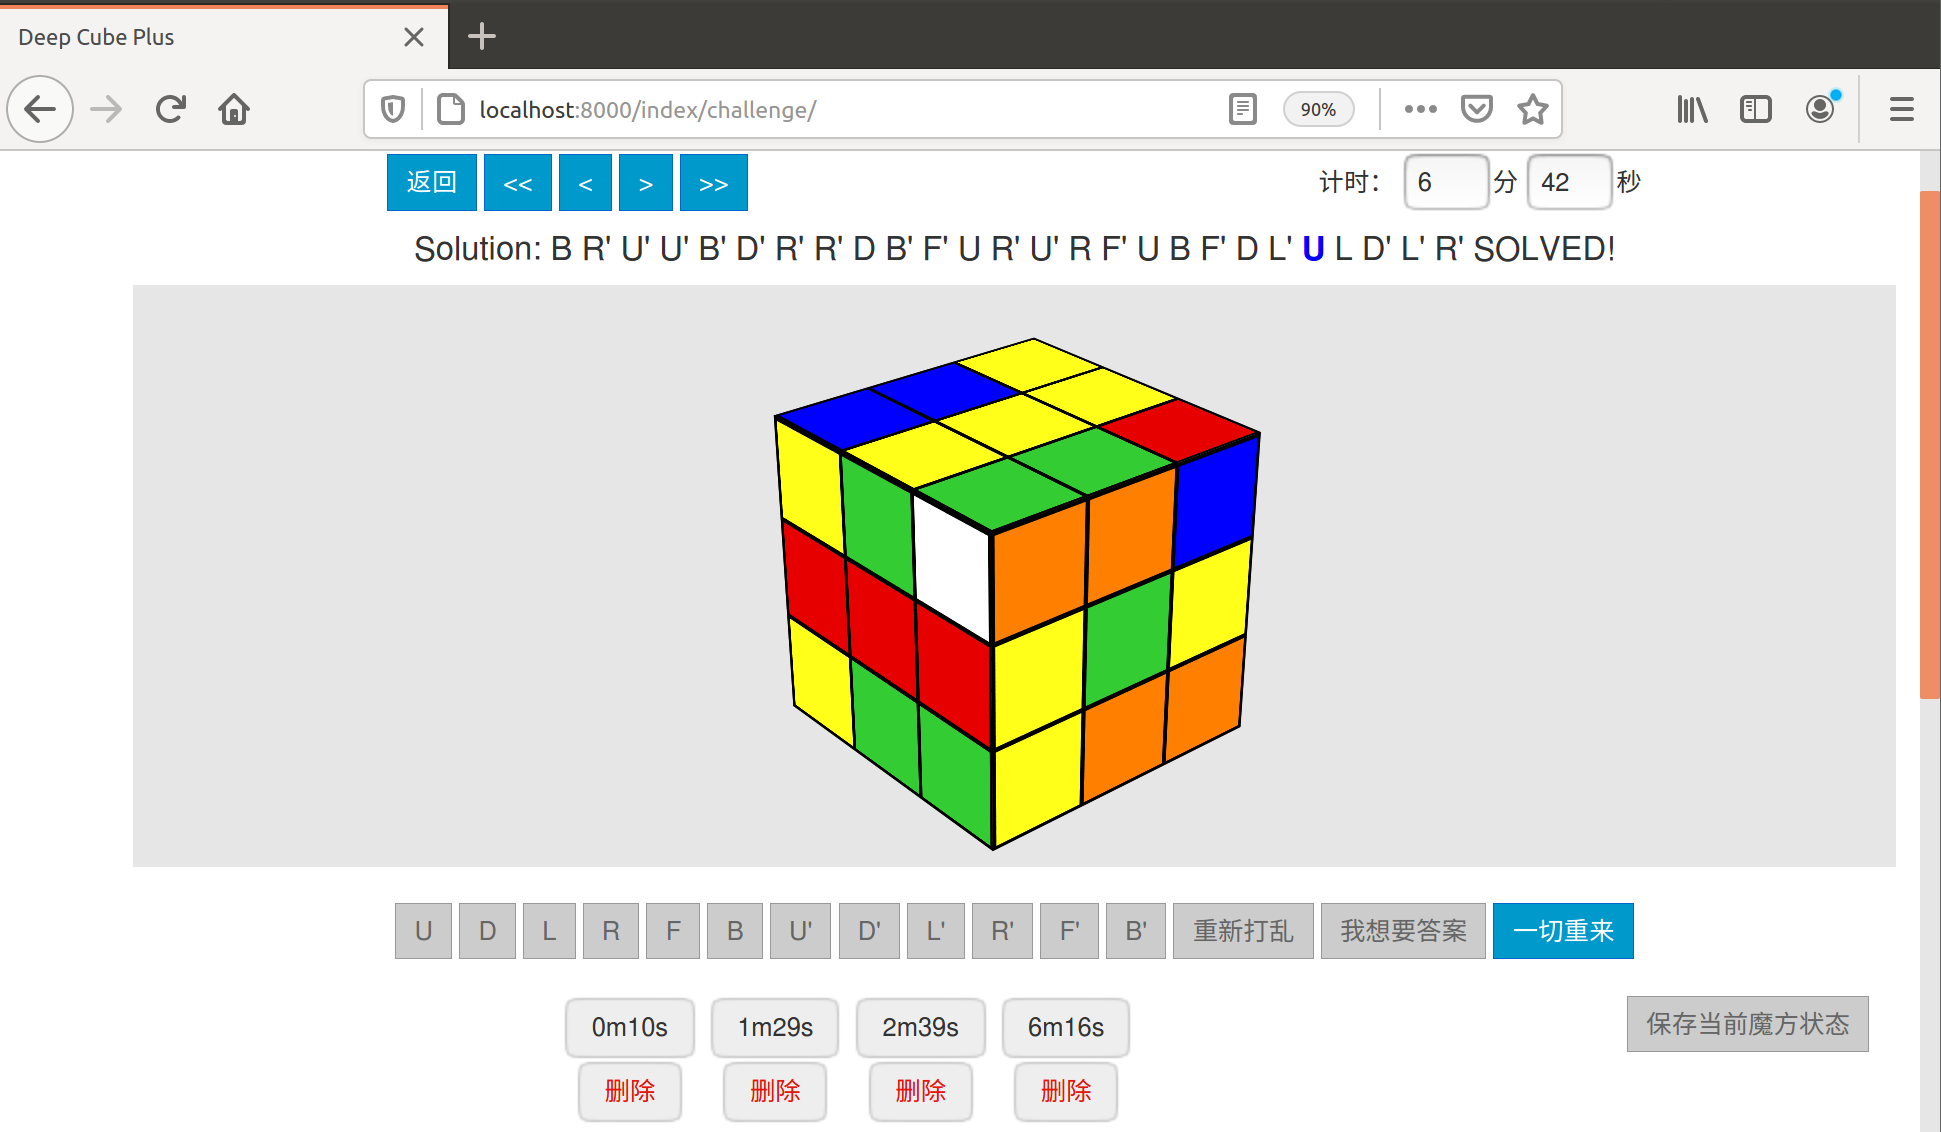 Deep Cube Plus
localhost:8000/index/challenge/ 90%
返回 << < > >> 计时： 6 分 42 秒
Solution: B R' U' U' B' D' R' R' D B' F' U R' U' R F' U B F' D L' U L D' L' R' SOLVED!
U D L R F B U' D' L' R' F' B' 重新打乱 我想要答案 一切重来
0m10s 1m29s 2m39s 6m16s 保存当前魔方状态
删除 删除 删除 删除